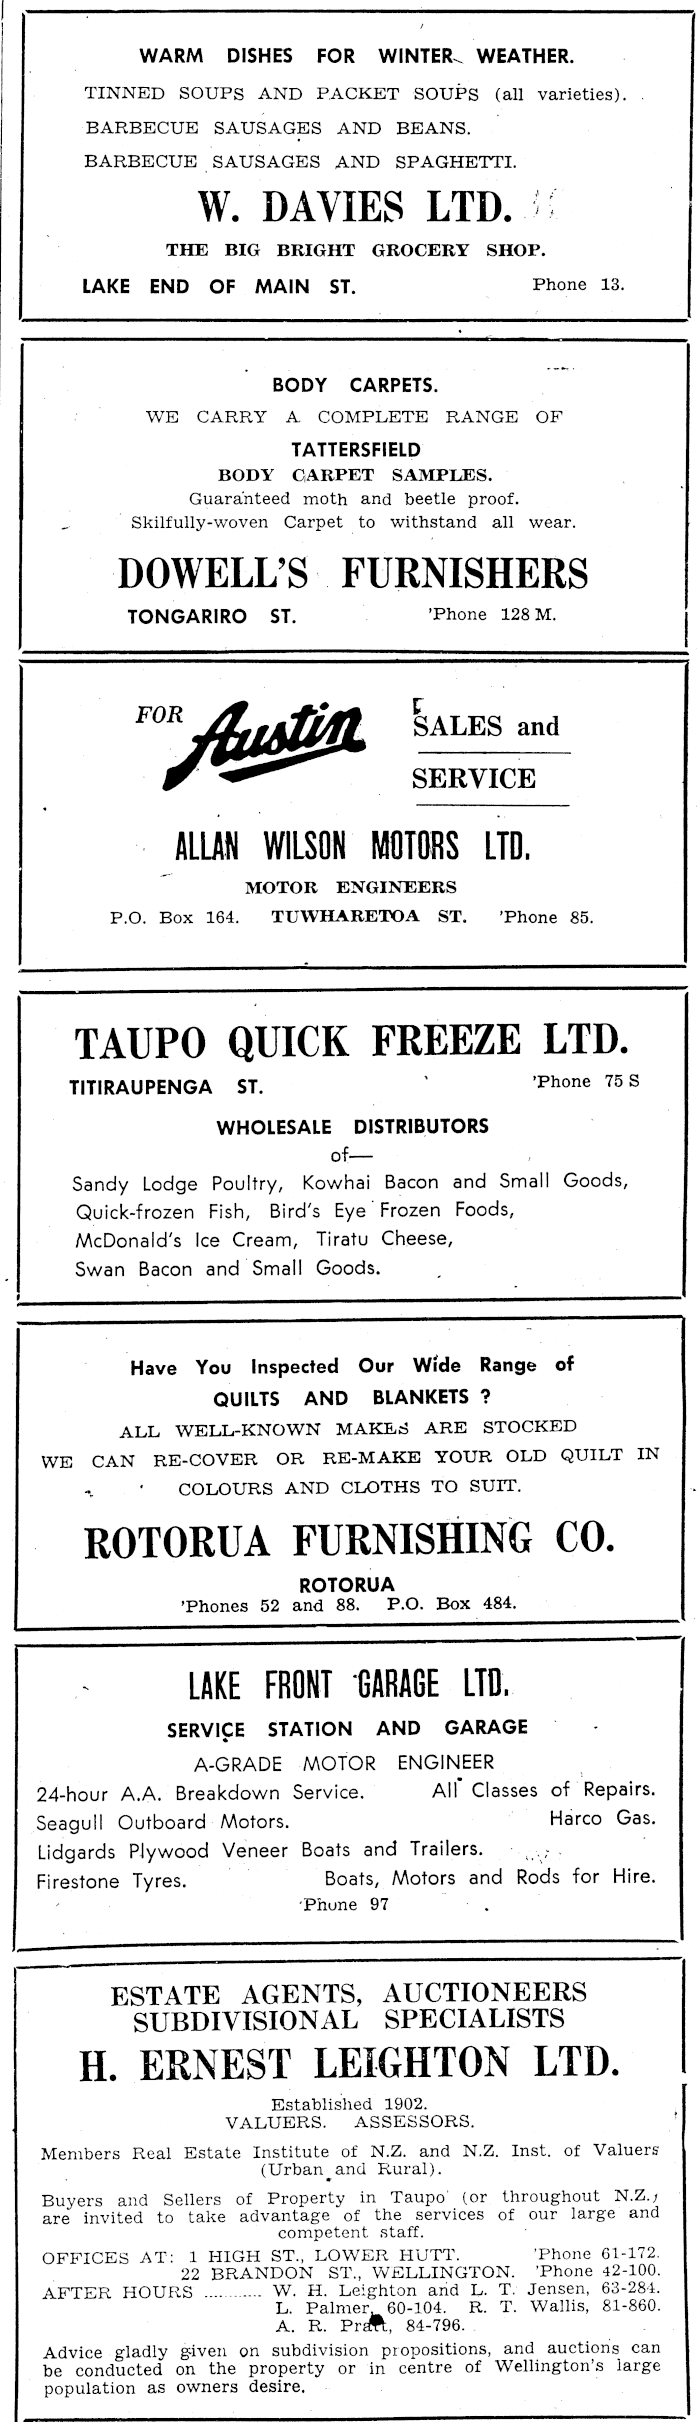 WARM DISHES FOR WINTER WEATHER.
TINNED SOUPS AND PACKET SOUPS (all varieties).
BARBECUE SAUSAGES AND BEANS.
BARBECUE SAUSAGES AND SPAGHETTI.
W. DAVIES LTD.
THE BIG BRIGHT GROCERY SHOP.
LAKE END OF MAIN ST. Phone 13.
BODY CARPETS.
WE CARRY A COMPLETE RANGE OF
TATTERSFIELD
BODY CARPET SAMPLES.
Guaranteed moth and beetle proof.
Skilfully-woven Carpet to withstand all wear.
DOWELL'S FURNISHERS
TONGARIRO ST. 'Phone 128 M.
FOR Austin SALES and
SERVICE
ALLAN WILSON MOTORS LTD.
MOTOR ENGINEERS
P.O. Box 164. TUWHARETOA ST. 'Phone 85.
TAUPO QUICK FREEZE LTD.
TITIRAUPENGA ST. 'Phone 75 S
WHOLESALE DISTRIBUTORS
of—
Sandy Lodge Poultry, Kowhai Bacon and Small Goods,
Quick-frozen Fish, Bird's Eye Frozen Foods,
McDonald's Ice Cream, Tiratu Cheese,
Swan Bacon and Small Goods.
Have You Inspected Our Wide Range of
QUILTS AND BLANKETS ?
ALL WELL-KNOWN MAKES ARE STOCKED
WE CAN RE-COVER OR RE-MAKE YOUR OLD QUILT IN
COLOURS AND CLOTHS TO SUIT.
ROTORUA FURNISHING CO.
ROTORUA
'Phones 52 and 88. P.O. Box 484.
LAKE FRONT GARAGE LTD.
SERVICE STATION AND GARAGE
A-GRADE MOTOR ENGINEER
24-hour A.A. Breakdown Service. All Classes of Repairs.
Seagull Outboard Motors. Harco Gas.
Lidgards Plywood Veneer Boats and Trailers.
Firestone Tyres. Boats, Motors and Rods for Hire.
'Phone 97
ESTATE AGENTS, AUCTIONEERS
SUBDIVISIONAL SPECIALISTS
H. ERNEST LEIGHTON LTD.
Established 1902.
VALUERS. ASSESSORS.
Members Real Estate Institute of N.Z. and N.Z. Inst. of Valuers
(Urban and Rural).
Buyers and Sellers of Property in Taupo (or throughout N.Z.)
are invited to take advantage of the services of our large and
competent staff.
OFFICES AT: 1 HIGH ST., LOWER HUTT. 'Phone 61-172.
22 BRANDON ST., WELLINGTON. 'Phone 42-100.
AFTER HOURS ........... W. H. Leighton and L. T. Jensen, 63-284.
L. Palmer, 60-104. R. T. Wallis, 81-860.
A. R. Pratt, 84-796.
Advice gladly given on subdivision propositions, and auctions can
be conducted on the property or in centre of Wellington's large
population as owners desire.